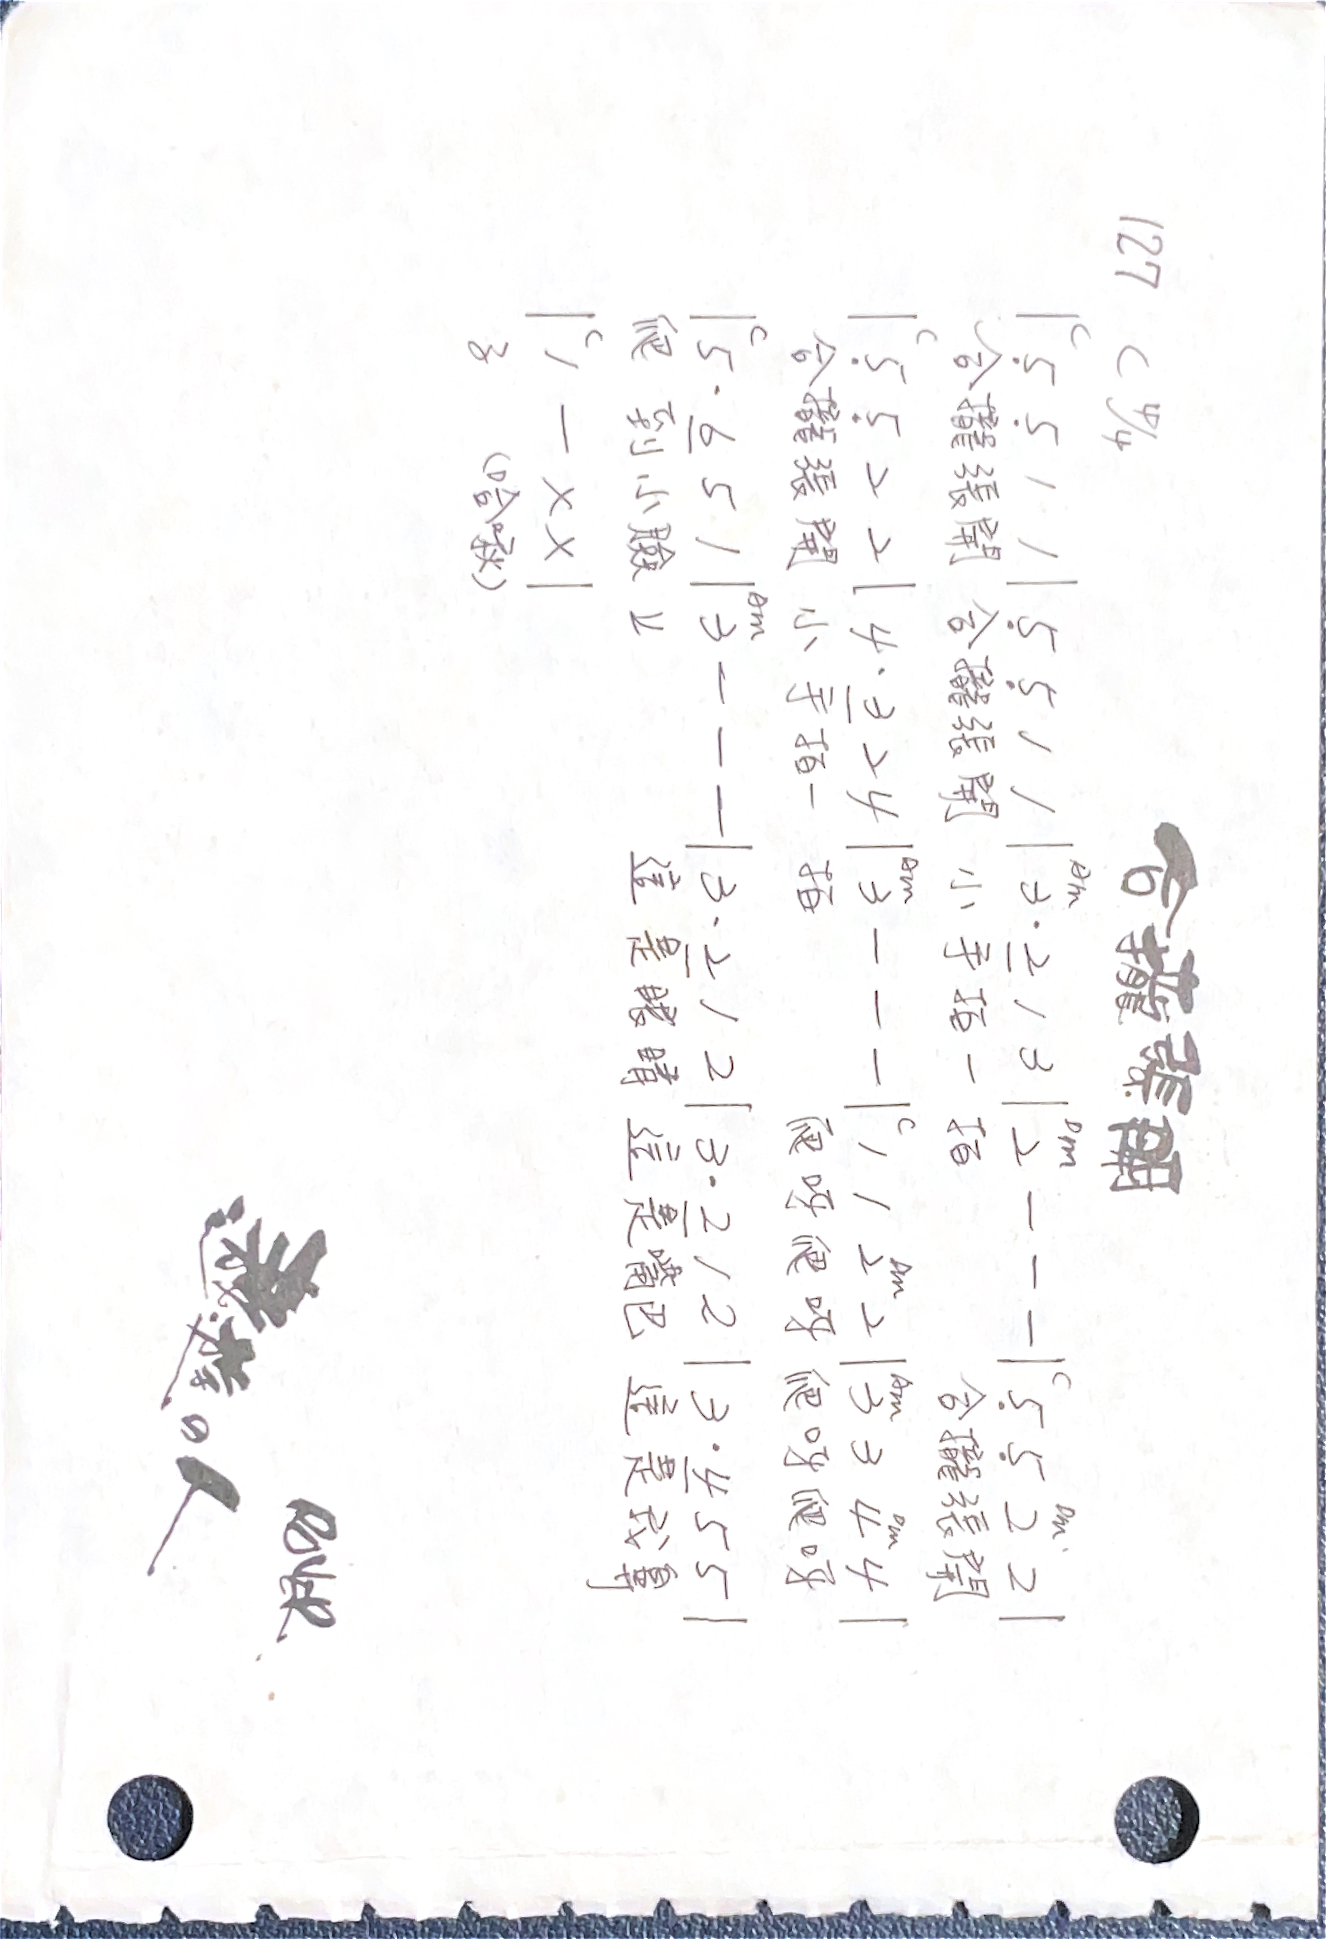 合攏張開
127 C 4/4
C Am Dm C Dm
| 5̣ 5̣ 1 1 | 5̣ 5̣ 1 1 | 3 · 2̲ 1 3 | 2 — — — | 5̣ 5̣ 2 2 |
合攏張開 合攏張開 小手拍一拍 合攏張開
C Am C Dm Am Dm
| 5̣ 5̣ 2 2 | 4 · 3̲ 2 4 | 3 — — — | 1 1 2 2 | 3 3 4 4 |
合攏張開 小手拍一拍 爬呀爬呀 爬呀爬呀
C Am
| 5 · 6̲ 5 1 | 3 — — — | 3 · 2̲ 1 2 | 3 · 2̲ 1 2 | 3 · 4̲ 5 5 |
爬到小臉上 這是眼睛 這是嘴巴 這是我鼻
C
| 1 — X X |
子 (哈啾)
ROVER
遨遊の人